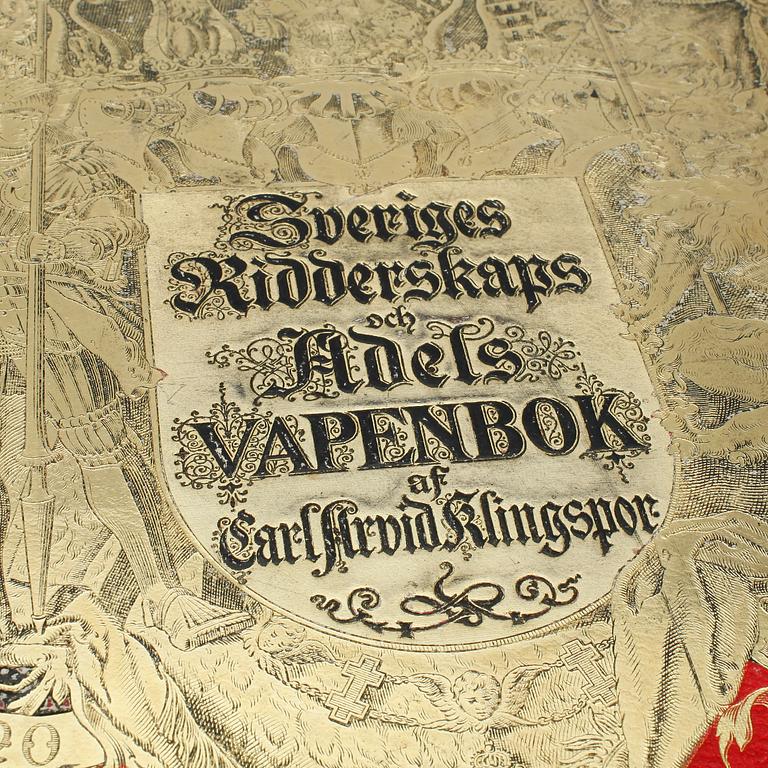 Sveriges
Ridderskaps
och
Adels
VAPENBOK
af
Carl Arvid Klingspor